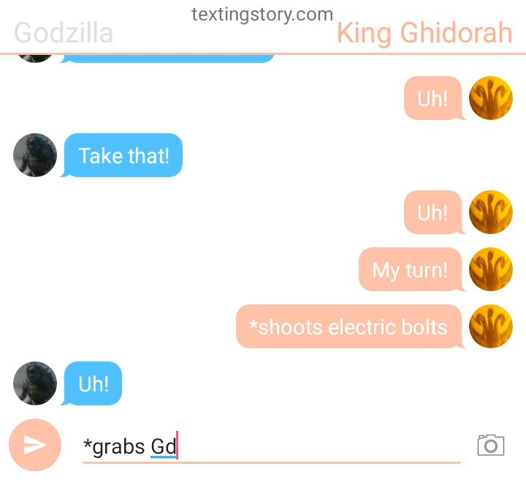 textingstory.com
Godzilla
King Ghidorah
Uh!
Take that!
Uh!
My turn!
*shoots electric bolts
Uh!
*grabs Gd